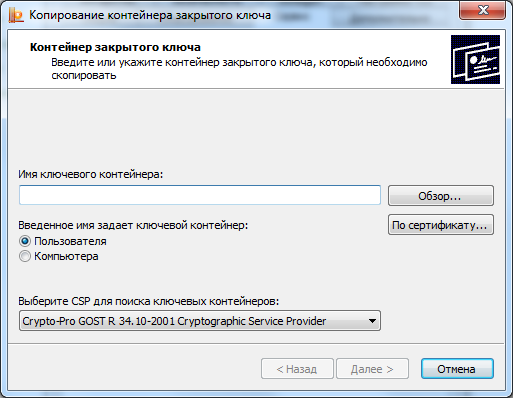 Копирование контейнера закрытого ключа
Контейнер закрытого ключа
Введите или укажите контейнер закрытого ключа, который необходимо
скопировать
Имя ключевого контейнера:
Обзор...
Введенное имя задает ключевой контейнер:
По сертификату...
Пользователя
Компьютера
Выберите CSP для поиска ключевых контейнеров:
Crypto-Pro GOST R 34.10-2001 Cryptographic Service Provider
< Назад
Далее >
Отмена